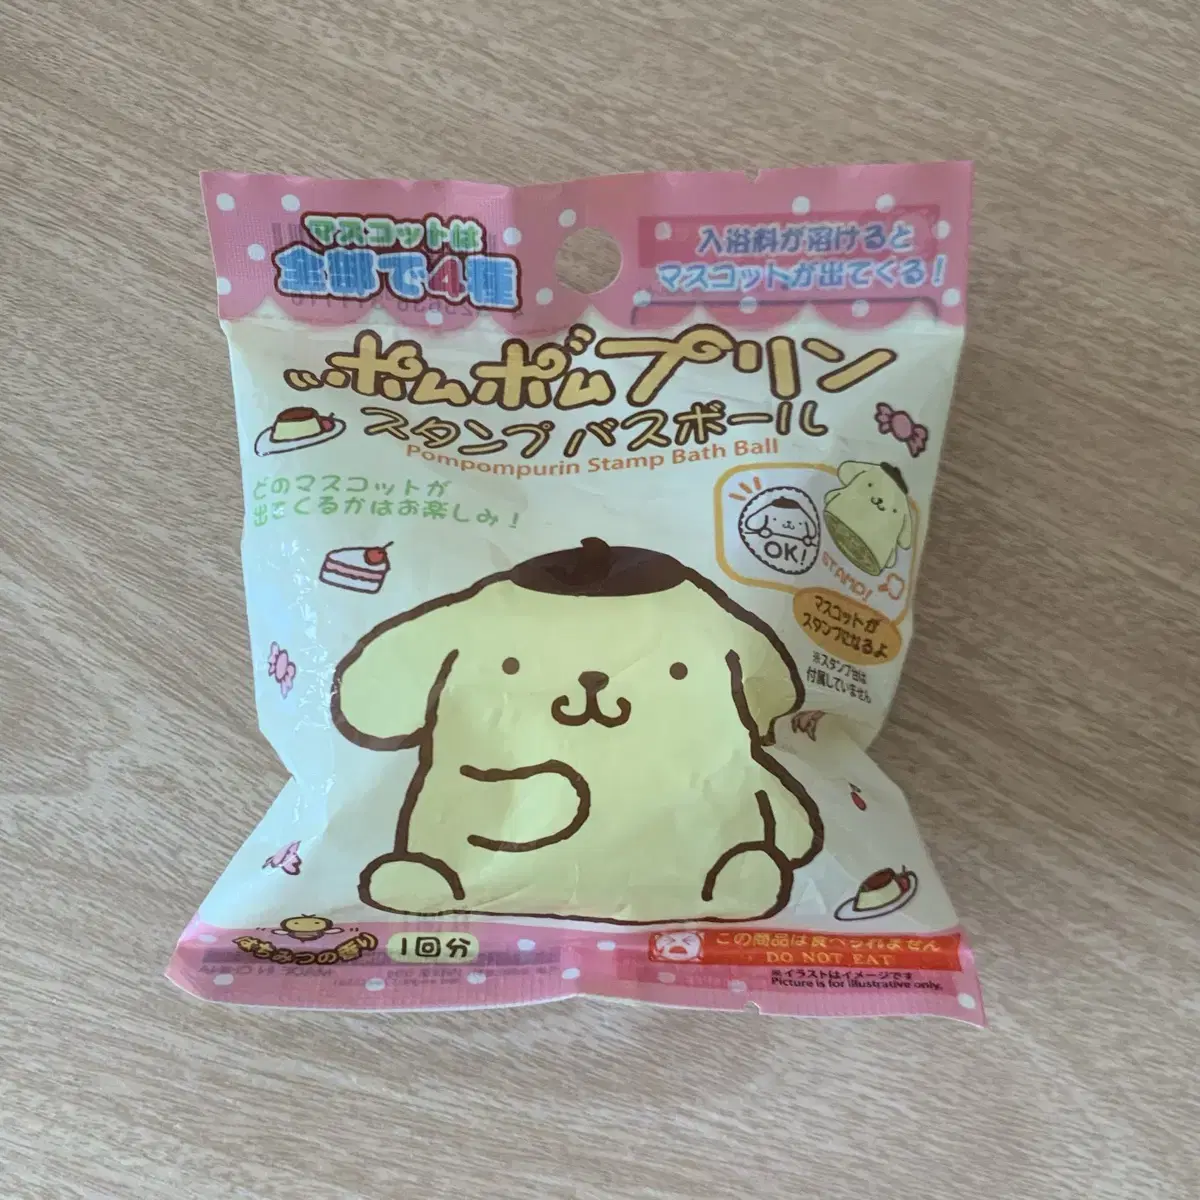 マスコットは
全部で4種
入浴料が溶けると
マスコットが出てくる!
ポムポムプリン
スタンプバスボール
Pompompurin Stamp Bath Ball
どのマスコットが
出てくるかはお楽しみ!
OK!
STAMP!
マスコットが
スタンプになるよ
※スタンプ台は
付属していません
はちみつの香り
1回分
この商品は食べられません
DO NOT EAT
※イラストはイメージです
Picture is for illustrative only.